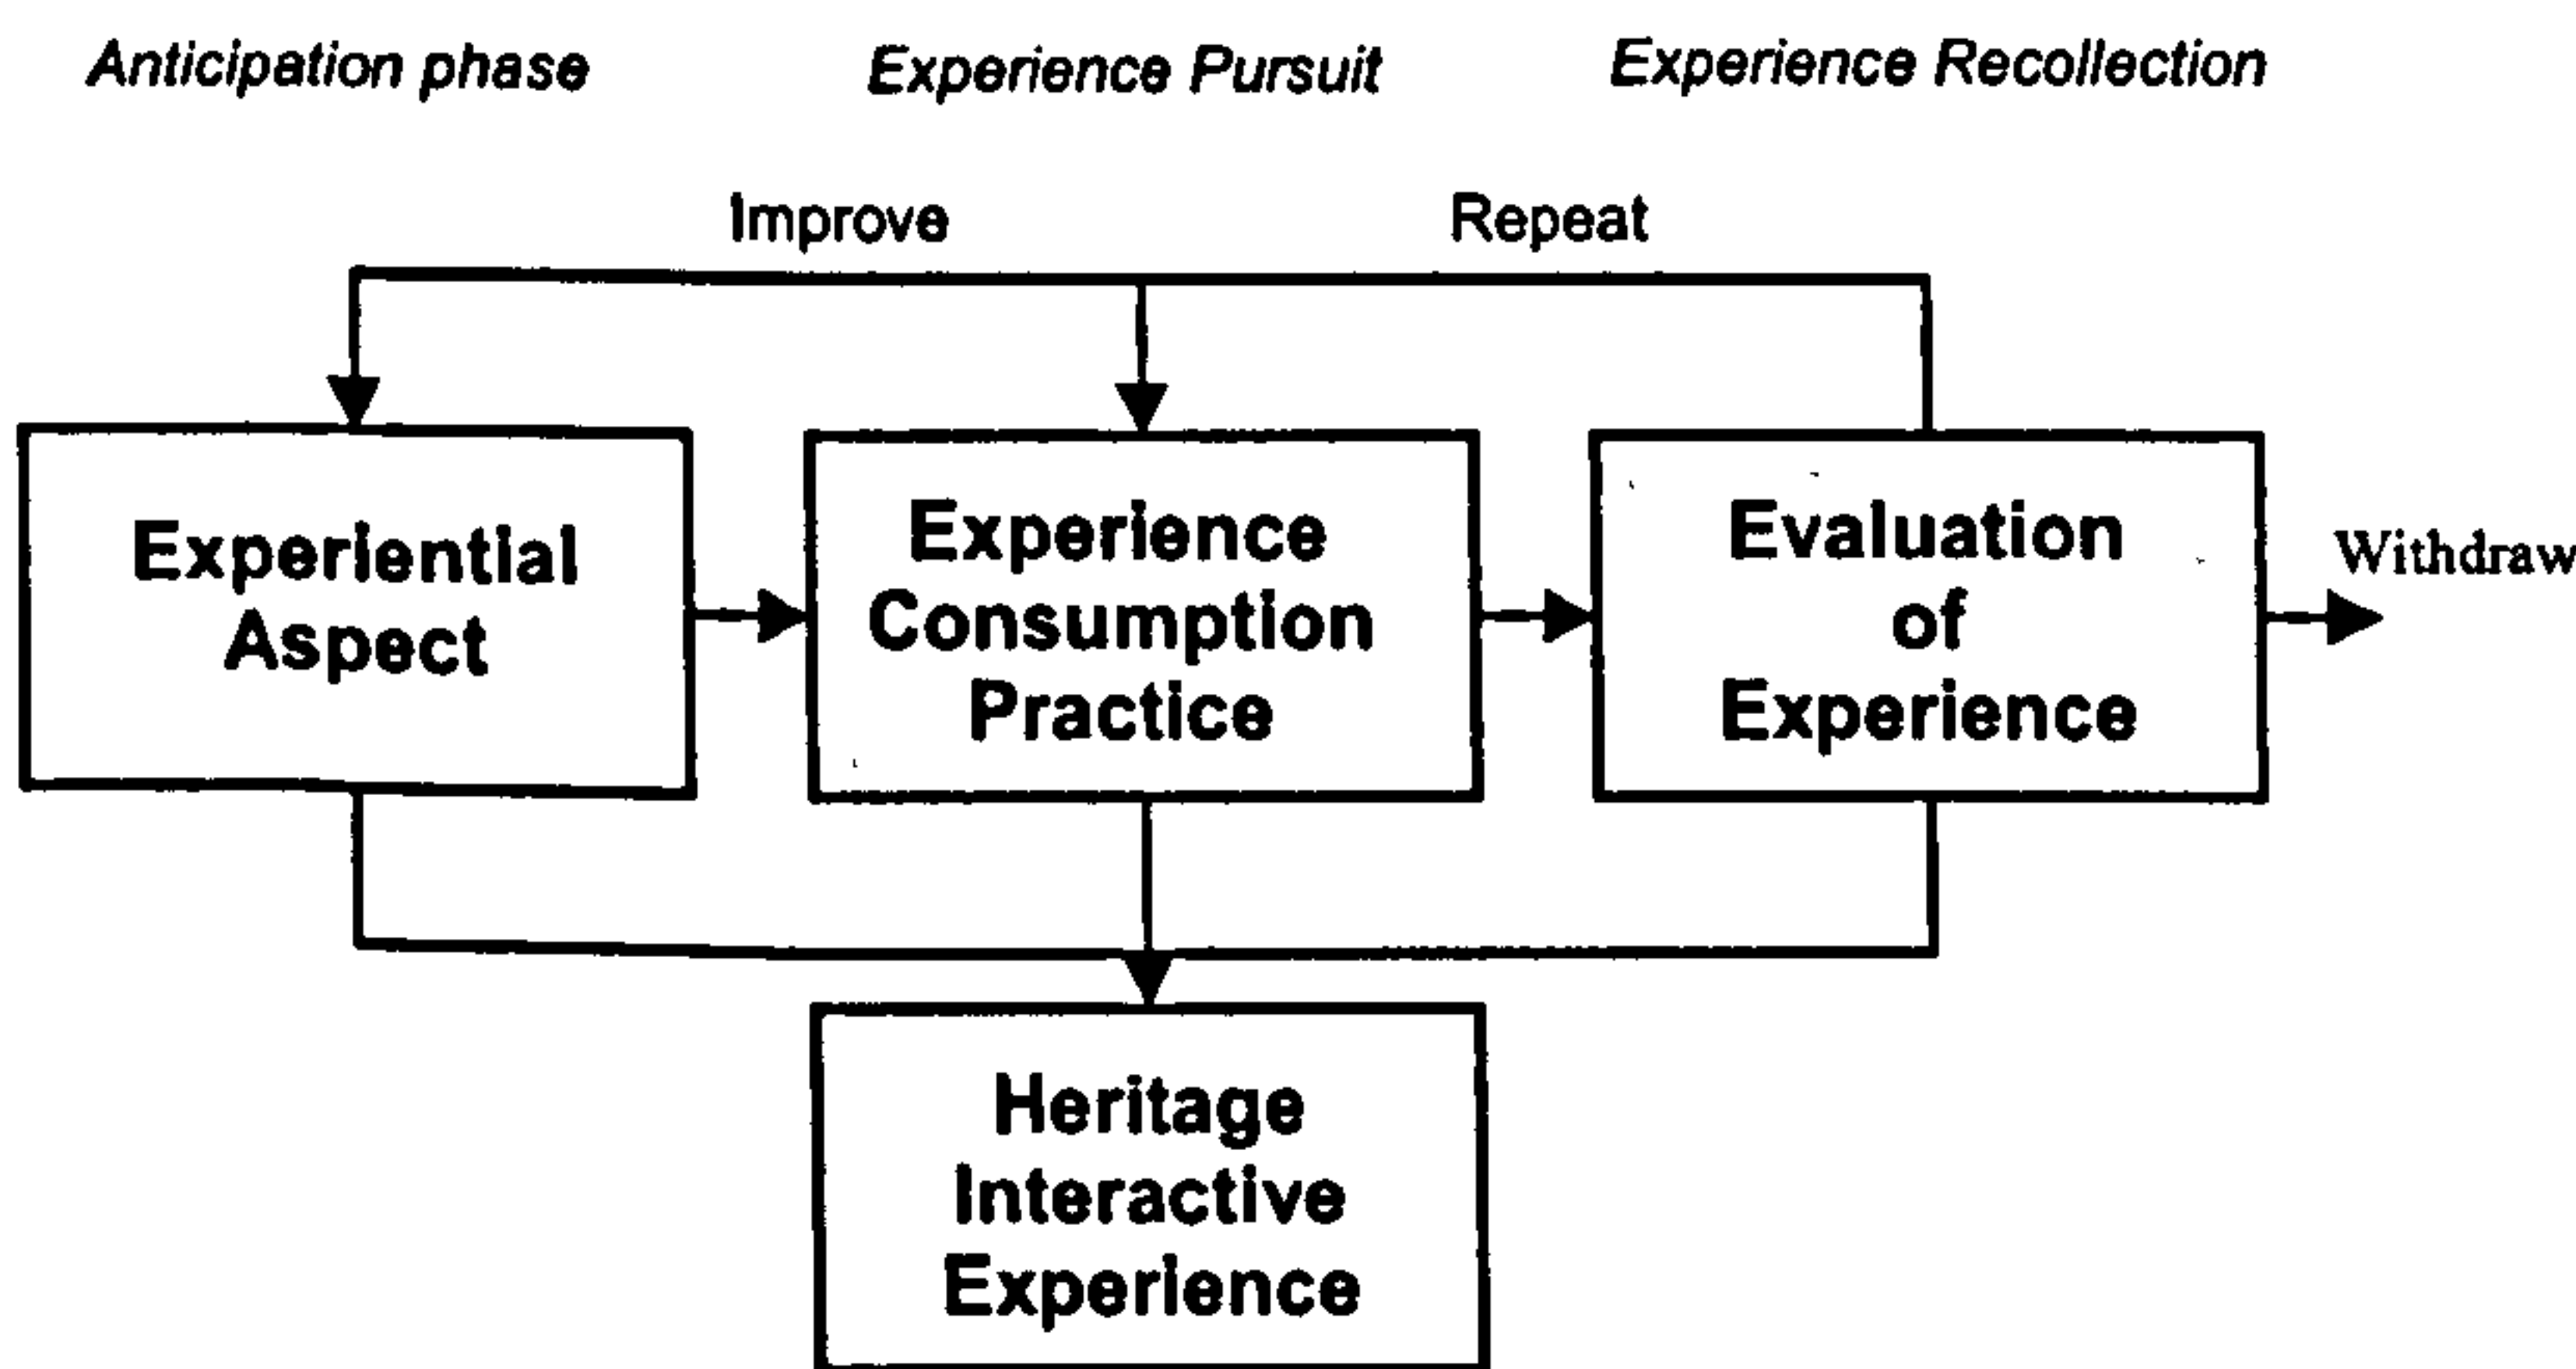 Anticipation phase
Experience Pursuit
Experience Recollection
Improve
Repeat
Experiential
Aspect
Experience
Consumption
Practice
Evaluation
of
Experience
Withdraw
Heritage
Interactive
Experience